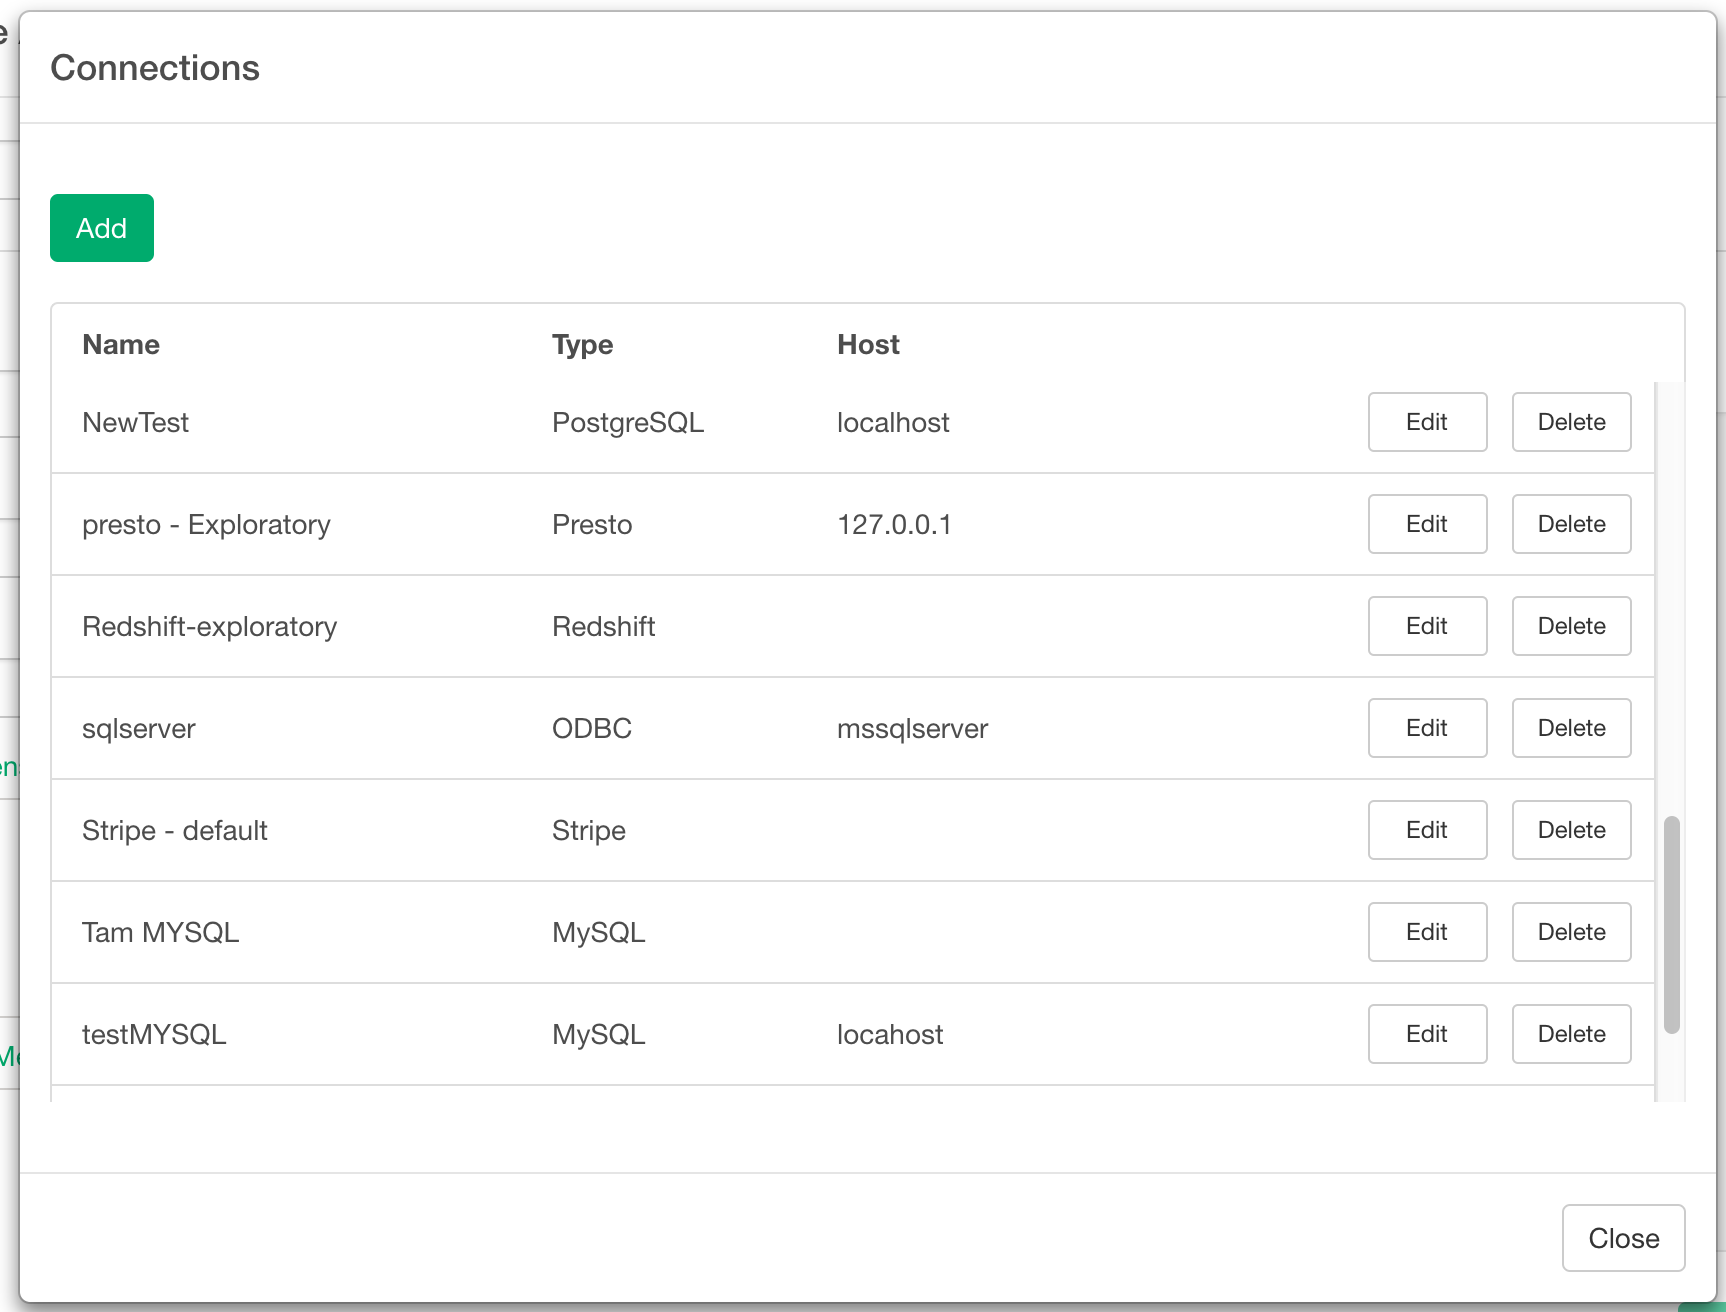 Connections
Add
Name Type Host
NewTest PostgreSQL localhost Edit Delete
presto - Exploratory Presto 127.0.0.1 Edit Delete
Redshift-exploratory Redshift Edit Delete
sqlserver ODBC mssqlserver Edit Delete
Stripe - default Stripe Edit Delete
Tam MYSQL MySQL Edit Delete
testMYSQL MySQL locahost Edit Delete
Close